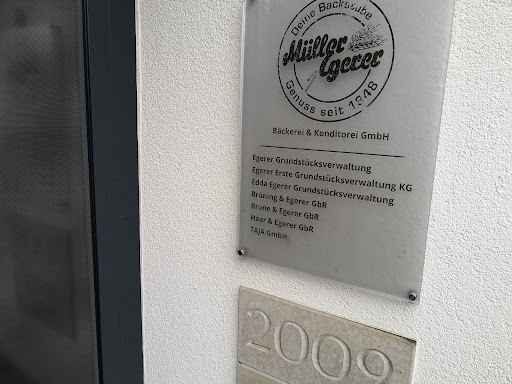 Deine Backstube
Müller
Egerer
Genuss seit 1948
Bäckerei & Konditorei GmbH
Egerer Grundstücksverwaltung
Egerer Erste Grundstücksverwaltung KG
Edda Egerer Grundstücksverwaltung
Brüning & Egerer GbR
Brune & Egerer GbR
Haar & Egerer GbR
TAJA GmbH
2009